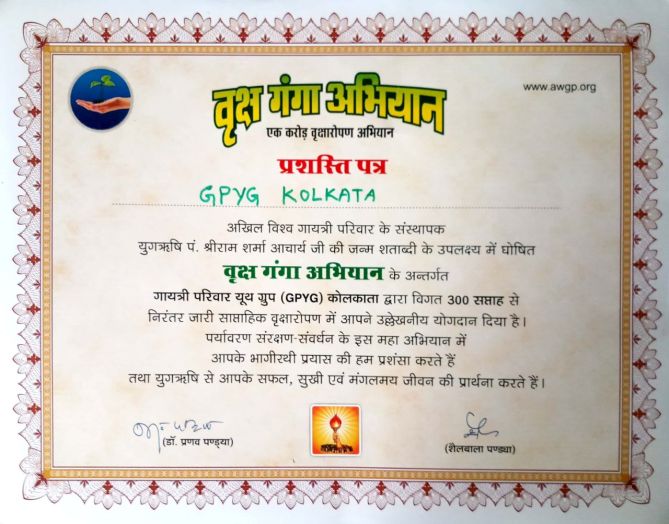 www.awgp.org
वृक्ष गंगा अभियान
एक करोड़ वृक्षारोपण अभियान
प्रशस्ति पत्र
GPYG KOLKATA
अखिल विश्व गायत्री परिवार के संस्थापक
युगऋषि पं. श्रीराम शर्मा आचार्य जी की जन्म शताब्दी के उपलक्ष्य में घोषित
वृक्ष गंगा अभियान के अन्तर्गत
गायत्री परिवार यूथ ग्रुप (GPYG) कोलकाता द्वारा विगत 300 सप्ताह से
निरंतर जारी साप्ताहिक वृक्षारोपण में आपने उल्लेखनीय योगदान दिया है।
पर्यावरण संरक्षण-संवर्धन के इस महा अभियान में
आपके भागीरथी प्रयास की हम प्रशंसा करते हैं
तथा युगऋषि से आपके सफल, सुखी एवं मंगलमय जीवन की प्रार्थना करते हैं।
(डॉ. प्रणव पण्ड्या)
(शैलबाला पण्ड्या)